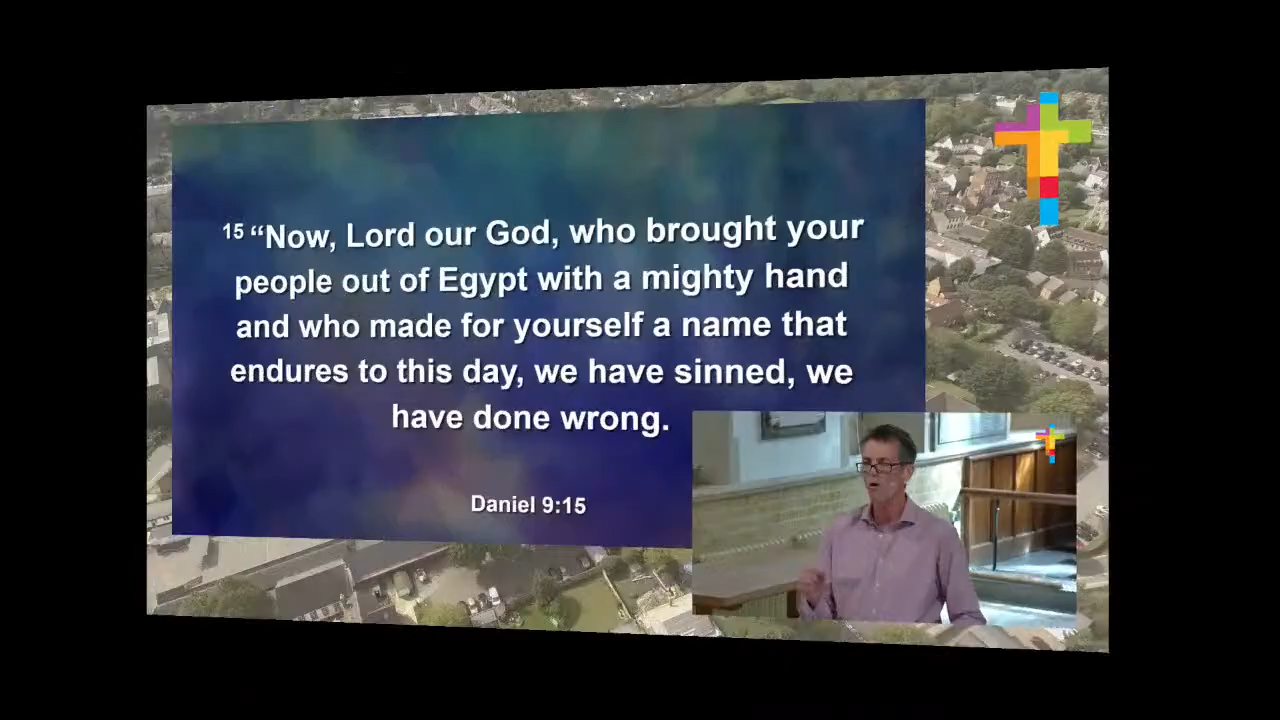 15 “Now, Lord our God, who brought your
people out of Egypt with a mighty hand
and who made for yourself a name that
endures to this day, we have sinned, we
have done wrong.
Daniel 9:15